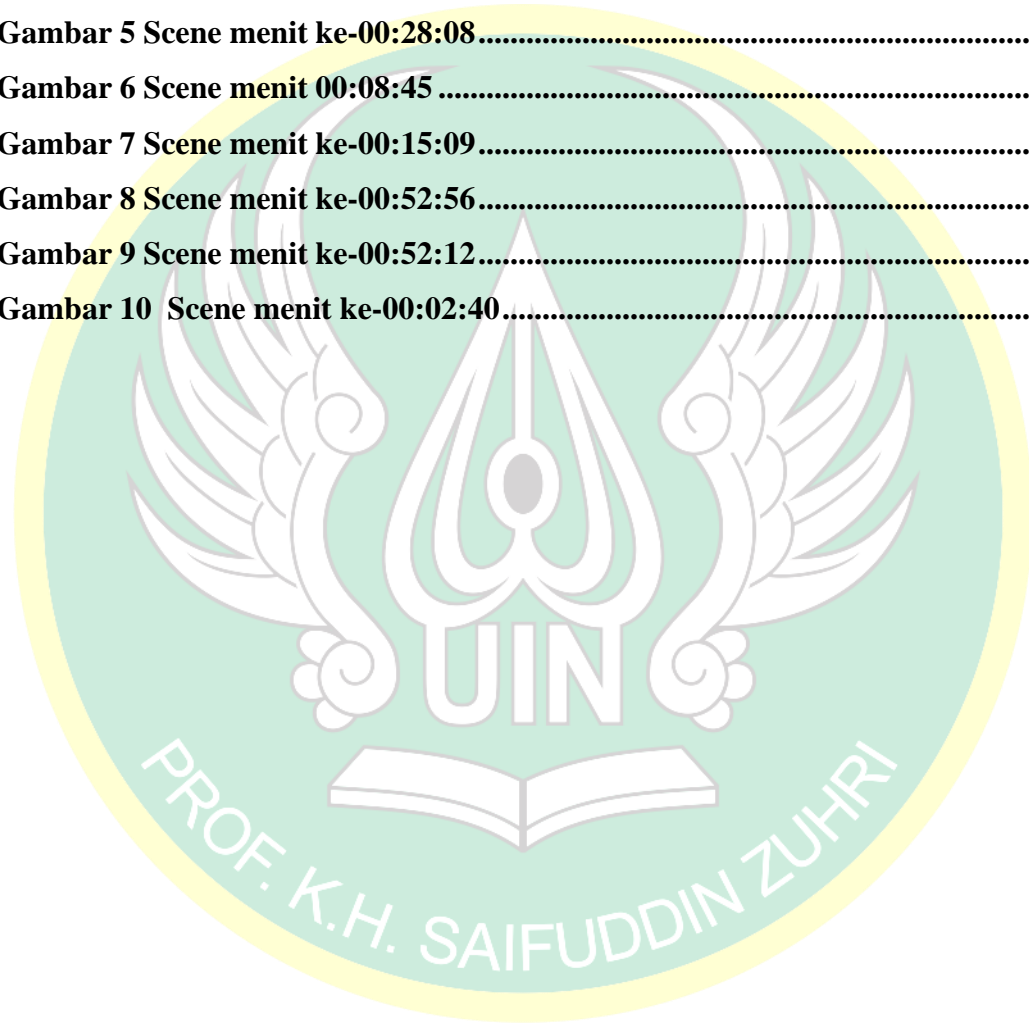 Gambar 5 Scene menit ke-00:28:08.....................................................................
Gambar 6 Scene menit 00:08:45 ..........................................................................
Gambar 7 Scene menit ke-00:15:09.....................................................................
Gambar 8 Scene menit ke-00:52:56.....................................................................
Gambar 9 Scene menit ke-00:52:12.....................................................................
Gambar 10  Scene menit ke-00:02:40..................................................................
UIN
PROF. K.H. SAIFUDDIN ZUHRI